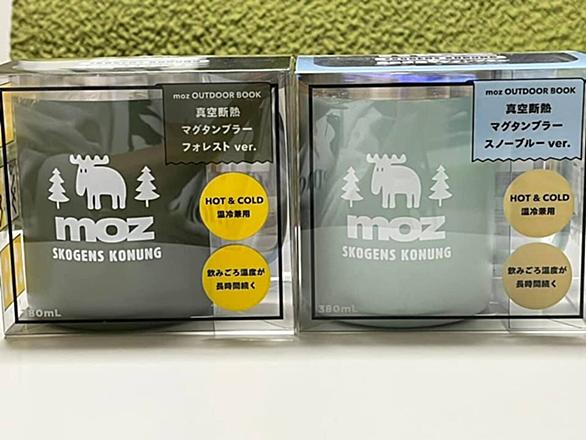 moz OUTDOOR BOOK
真空断熱
マグタンブラー
フォレスト ver.
HOT & COLD
温冷兼用
moz
SKOGENS KONUNG
飲みごろ温度が
長時間続く
80mL
SKOGENS KONUNG
moz OUTDOOR BOOK
真空断熱
マグタンブラー
スノーブルー ver.
HOT & COLD
温冷兼用
moz
SKOGENS KONUNG
飲みごろ温度が
長時間続く
380mL